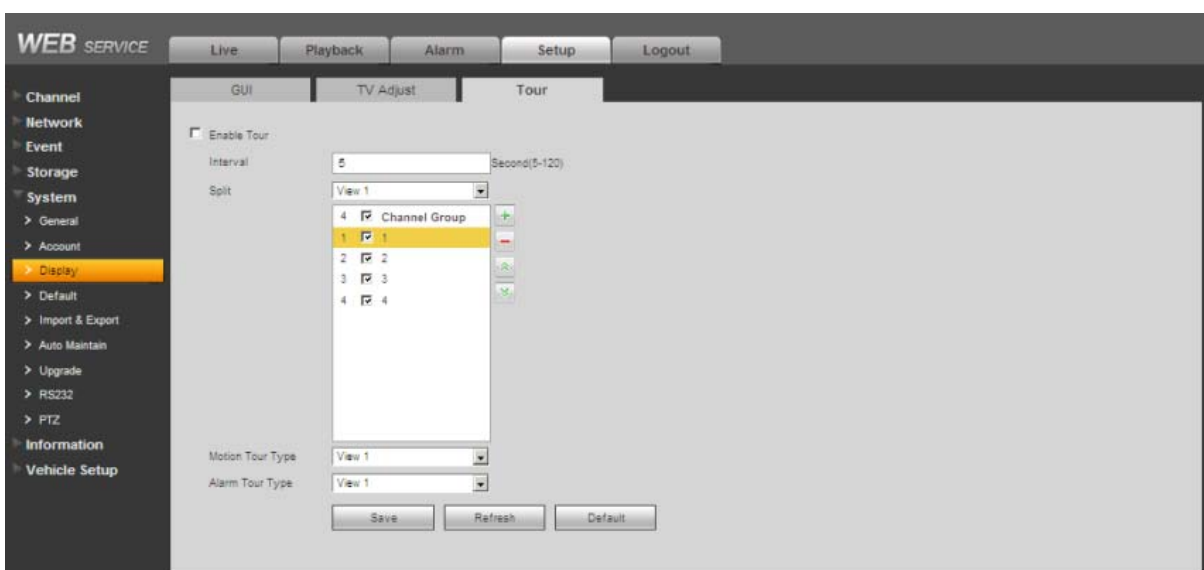 WEB SERVICE
Live Playback Alarm Setup Logout
GUI TV Adjust Tour
Channel
Network
Event
Storage
System
> General
> Account
> Display
> Default
> Import & Export
> Auto Maintain
> Upgrade
> RS232
> PTZ
Information
Vehicle Setup
Enable Tour
Interval 5 Second(5-120)
Split View 1
4 Channel Group
1 1
2 2
3 3
4 4
Motion Tour Type View 1
Alarm Tour Type View 1
Save Refresh Default